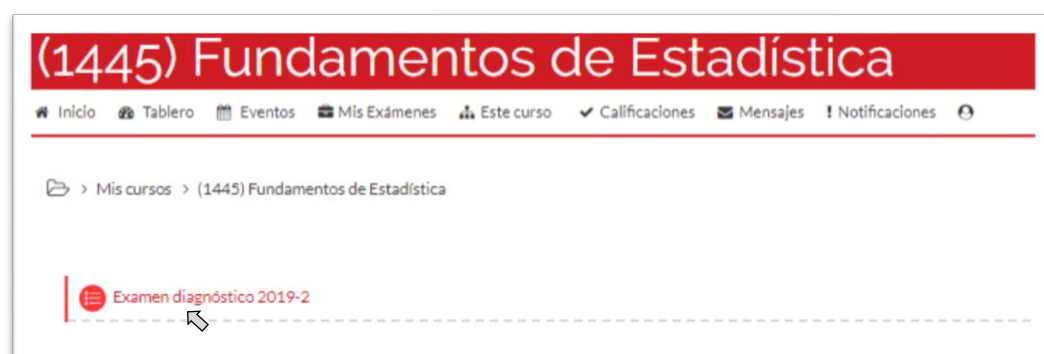 (1445) Fundamentos de Estadística
Inicio Tablero Eventos Mis Exámenes Este curso Calificaciones Mensajes Notificaciones
> Mis cursos > (1445) Fundamentos de Estadística
Examen diagnóstico 2019-2